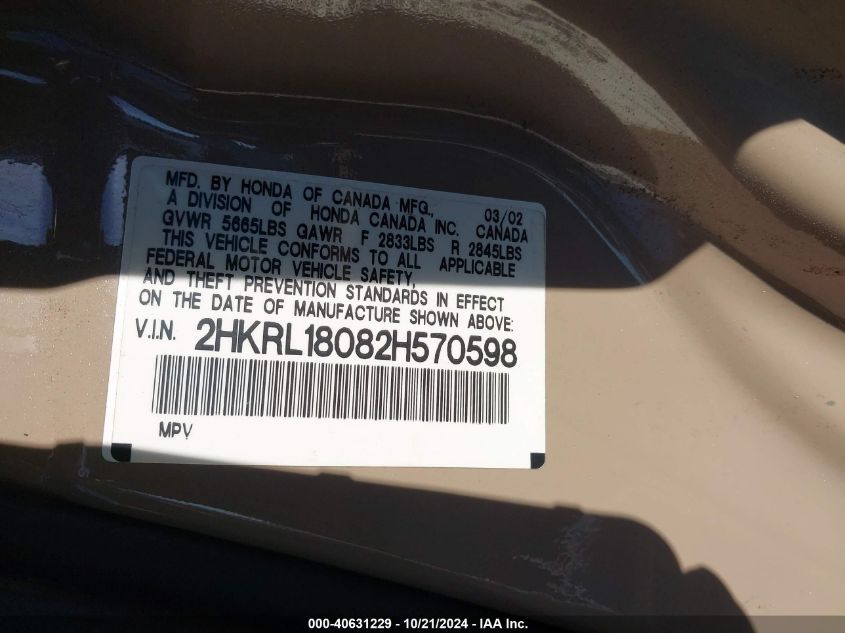 MFD. BY HONDA OF CANADA MFG., 03/02
A DIVISION OF HONDA CANADA INC. CANADA
GVWR 5665LBS GAWR F 2833LBS R 2845LBS
THIS VEHICLE CONFORMS TO ALL APPLICABLE
FEDERAL MOTOR VEHICLE SAFETY,
AND THEFT PREVENTION STANDARDS IN EFFECT
ON THE DATE OF MANUFACTURE SHOWN ABOVE:
V.I.N. 2HKRL18082H570598
MPV
000-40631229 - 10/21/2024 - IAA Inc.